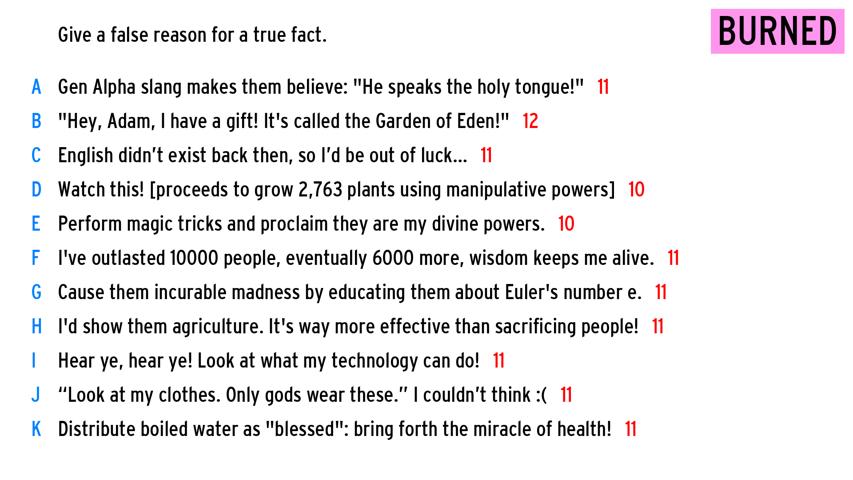 Give a false reason for a true fact.
BURNED
A Gen Alpha slang makes them believe: "He speaks the holy tongue!" 11
B "Hey, Adam, I have a gift! It's called the Garden of Eden!" 12
C English didn’t exist back then, so I’d be out of luck... 11
D Watch this! [proceeds to grow 2,763 plants using manipulative powers] 10
E Perform magic tricks and proclaim they are my divine powers. 10
F I've outlasted 10000 people, eventually 6000 more, wisdom keeps me alive. 11
G Cause them incurable madness by educating them about Euler's number e. 11
H I'd show them agriculture. It's way more effective than sacrificing people! 11
I Hear ye, hear ye! Look at what my technology can do! 11
J “Look at my clothes. Only gods wear these.” I couldn’t think :( 11
K Distribute boiled water as "blessed": bring forth the miracle of health! 11